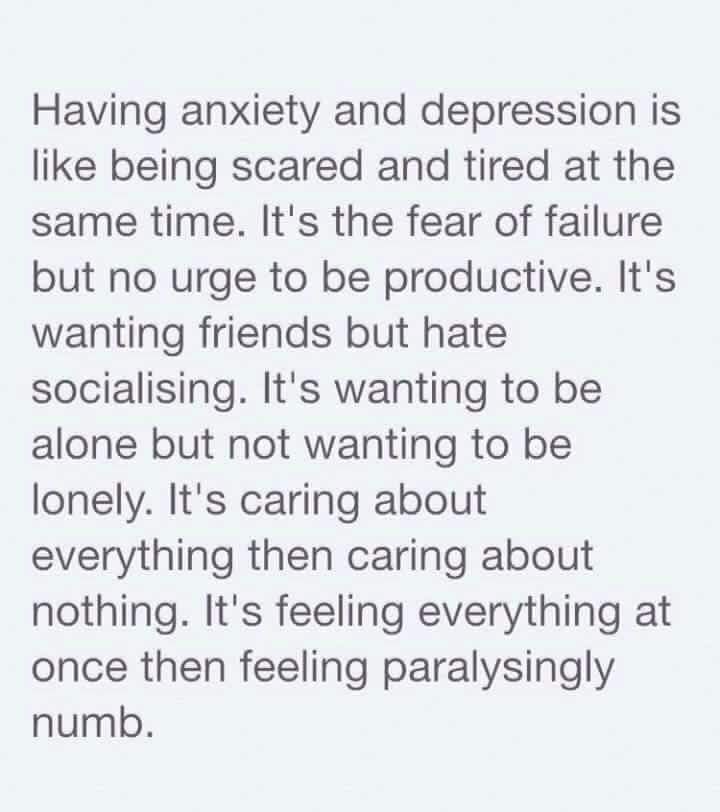 Having anxiety and depression is
like being scared and tired at the
same time. It's the fear of failure
but no urge to be productive. It's
wanting friends but hate
socialising. It's wanting to be
alone but not wanting to be
lonely. It's caring about
everything then caring about
nothing. It's feeling everything at
once then feeling paralysingly
numb.